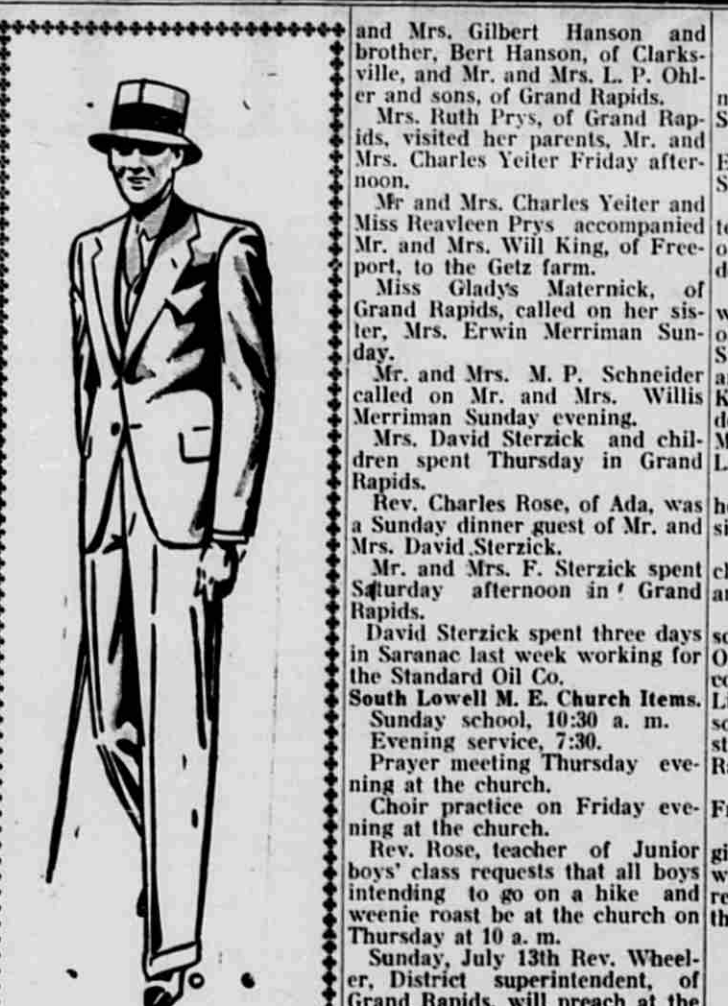 and Mrs. Gilbert Hanson and
brother, Bert Hanson, of Clarks-
ville, and Mr. and Mrs. L. P. Ohl-
er and sons, of Grand Rapids.
Mrs. Ruth Prys, of Grand Rap-
ids, visited her parents, Mr. and
Mrs. Charles Yeiter Friday after-
noon.
Mr and Mrs. Charles Yeiter and
Miss Reavleen Prys accompanied
Mr. and Mrs. Will King, of Free-
port, to the Getz farm.
Miss Gladys Maternick, of
Grand Rapids, called on her sis-
ter, Mrs. Erwin Merriman Sun-
day.
Mr. and Mrs. M. P. Schneider
called on Mr. and Mrs. Willis
Merriman Sunday evening.
Mrs. David Sterzick and chil-
dren spent Thursday in Grand
Rapids.
Rev. Charles Rose, of Ada, was
a Sunday dinner guest of Mr. and
Mrs. David Sterzick.
Mr. and Mrs. F. Sterzick spent
Saturday afternoon in Grand
Rapids.
David Sterzick spent three days
in Saranac last week working for
the Standard Oil Co.
South Lowell M. E. Church Items.
Sunday school, 10:30 a. m.
Evening service, 7:30.
Prayer meeting Thursday eve-
ning at the church.
Choir practice on Friday eve-
ning at the church.
Rev. Rose, teacher of Junior
boys' class requests that all boys
intending to go on a hike and
weenie roast be at the church on
Thursday at 10 a. m.
Sunday, July 13th Rev. Wheel-
er, District superintendent, of
Grand Rapids, will preach at the